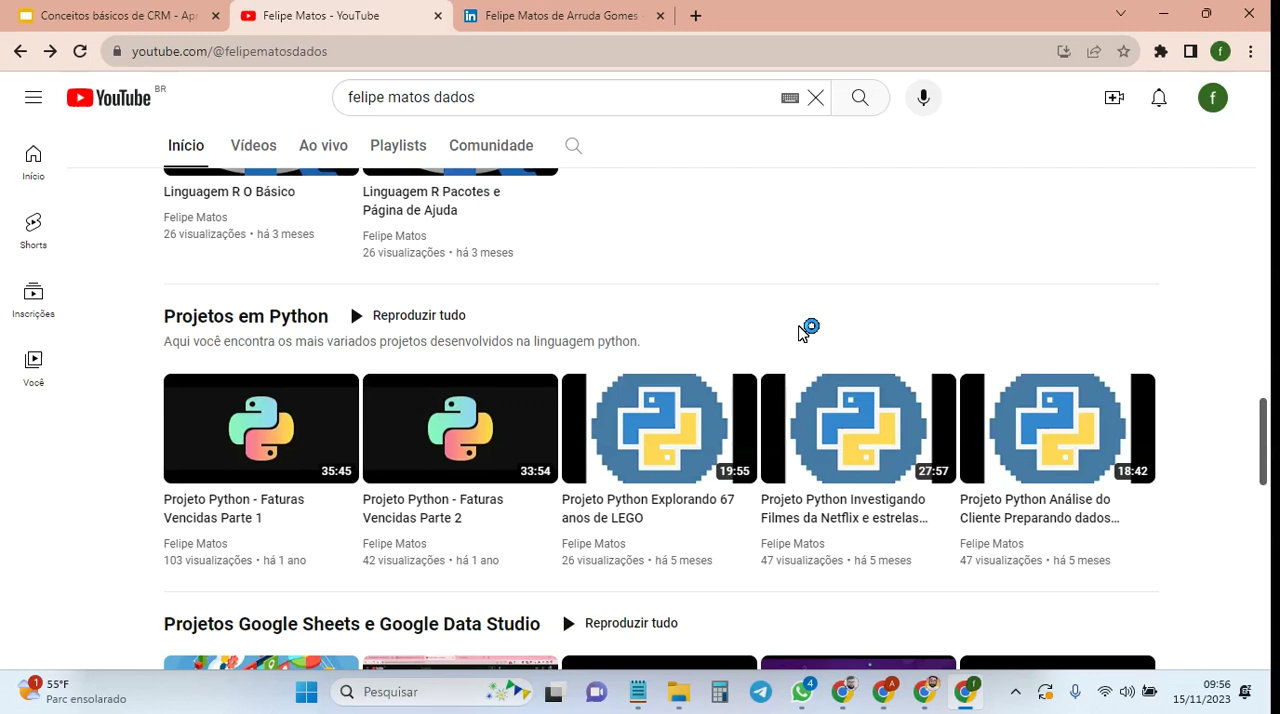 Conceitos básicos de CRM - Apr
Felipe Matos - YouTube
Felipe Matos de Arruda Gomes -
youtube.com/@felipematosdados
f
YouTube BR
felipe matos dados
f
Início
Vídeos
Ao vivo
Playlists
Comunidade
Início
Shorts
Inscrições
Você
Linguagem R O Básico
Felipe Matos
26 visualizações • há 3 meses
Linguagem R Pacotes e
Página de Ajuda
Felipe Matos
26 visualizações • há 3 meses
Projetos em Python
Reproduzir tudo
Aqui você encontra os mais variados projetos desenvolvidos na linguagem python.
35:45
Projeto Python - Faturas
Vencidas Parte 1
Felipe Matos
103 visualizações • há 1 ano
33:54
Projeto Python - Faturas
Vencidas Parte 2
Felipe Matos
42 visualizações • há 1 ano
19:55
Projeto Python Explorando 67
anos de LEGO
Felipe Matos
26 visualizações • há 5 meses
27:57
Projeto Python Investigando
Filmes da Netflix e estrelas...
Felipe Matos
47 visualizações • há 5 meses
18:42
Projeto Python Análise do
Cliente Preparando dados...
Felipe Matos
47 visualizações • há 5 meses
Projetos Google Sheets e Google Data Studio
Reproduzir tudo
1
55°F
Parc ensolarado
Pesquisar
4
A
f
09:56
15/11/2023